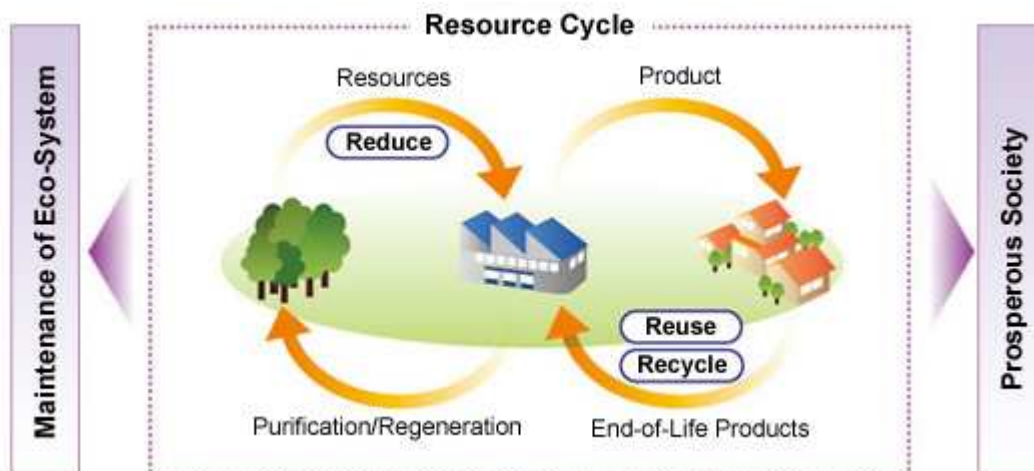 Resource Cycle
Maintenance of Eco-System
Resources
Product
Reduce
Reuse
Recycle
Purification/Regeneration
End-of-Life Products
Prosperous Society